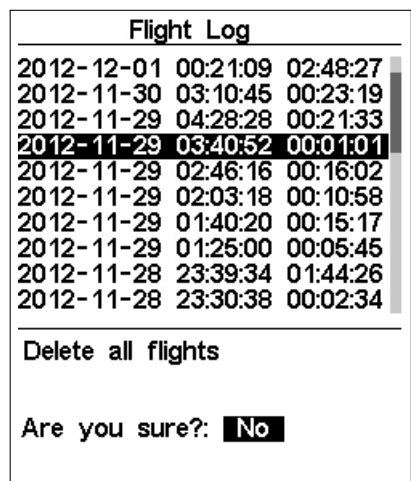 Flight Log
2012-12-01 00:21:09 02:48:27
2012-11-30 03:10:45 00:23:19
2012-11-29 04:28:28 00:21:33
2012-11-29 03:40:52 00:01:01
2012-11-29 02:46:16 00:16:02
2012-11-29 02:03:18 00:10:58
2012-11-29 01:40:20 00:15:17
2012-11-29 01:25:00 00:05:45
2012-11-28 23:39:34 01:44:26
2012-11-28 23:30:38 00:02:34
Delete all flights
Are you sure?: No